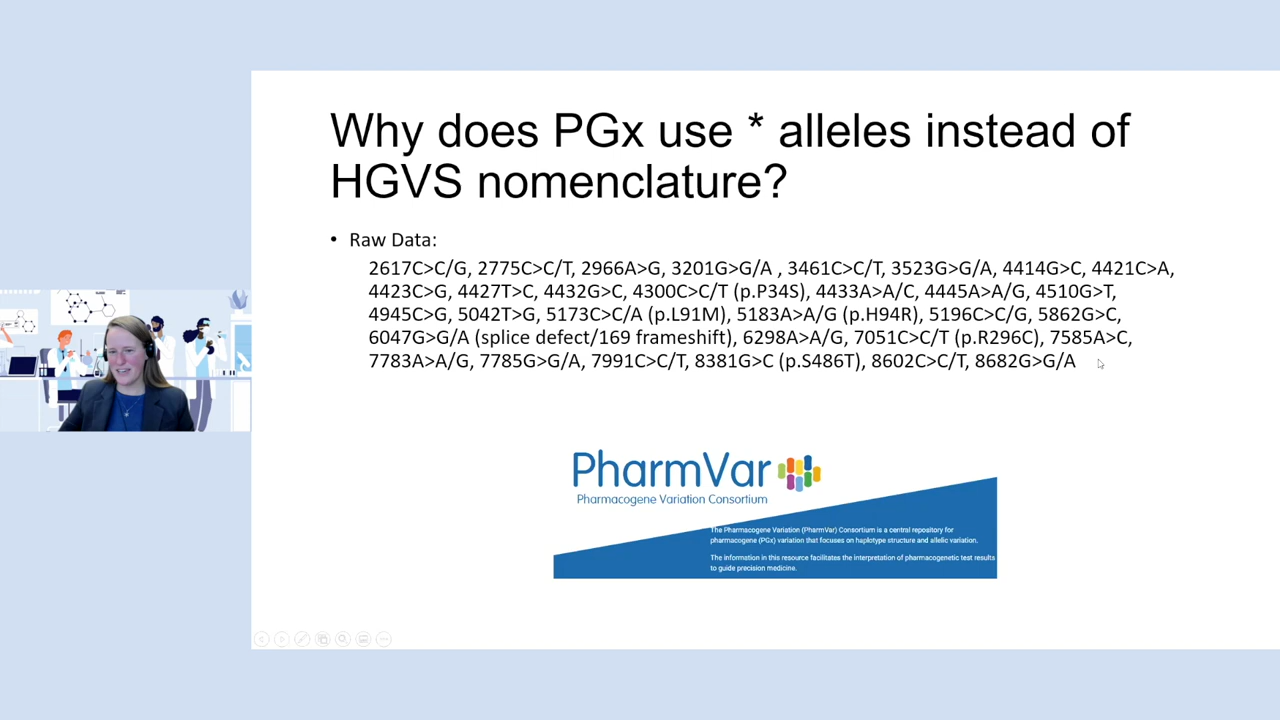 Why does PGx use * alleles instead of
HGVS nomenclature?
• Raw Data:
2617C>C/G, 2775C>C/T, 2966A>G, 3201G>G/A , 3461C>C/T, 3523G>G/A, 4414G>C, 4421C>A,
4423C>G, 4427T>C, 4432G>C, 4300C>C/T (p.P34S), 4433A>A/C, 4445A>A/G, 4510G>T,
4945C>G, 5042T>G, 5173C>C/A (p.L91M), 5183A>A/G (p.H94R), 5196C>C/G, 5862G>C,
6047G>G/A (splice defect/169 frameshift), 6298A>A/G, 7051C>C/T (p.R296C), 7585A>C,
7783A>A/G, 7785G>G/A, 7991C>C/T, 8381G>C (p.S486T), 8602C>C/T, 8682G>G/A
PharmVar
Pharmacogene Variation Consortium
The Pharmacogene Variation (PharmVar) Consortium is a central repository for
pharmacogene (PGx) variation that focuses on haplotype structure and allelic variation.
The information in this resource facilitates the interpretation of pharmacogenetic test results
to guide precision medicine.